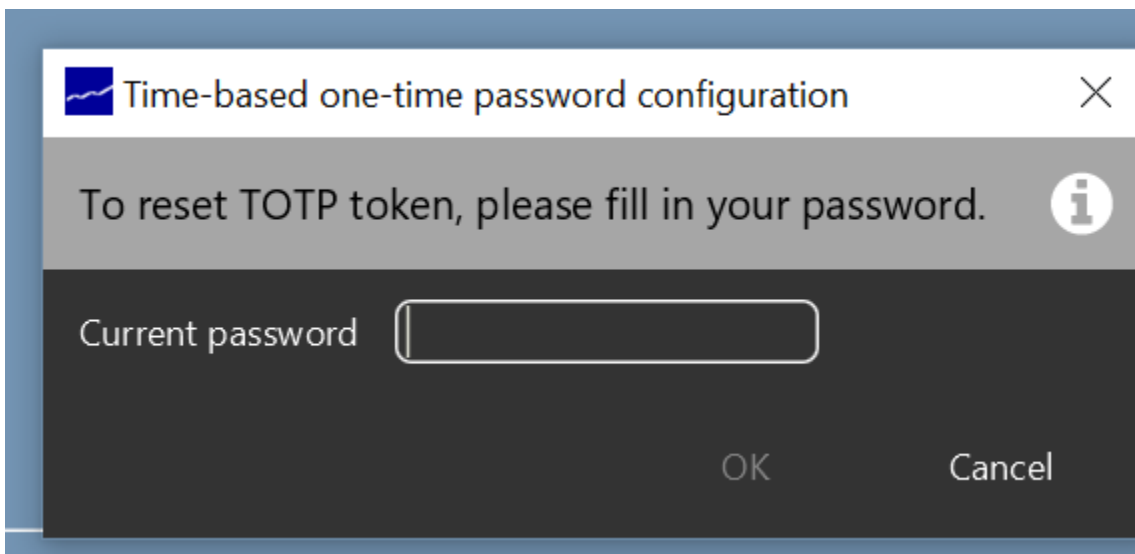 Time-based one-time password configuration
To reset TOTP token, please fill in your password.
Current password
OK
Cancel